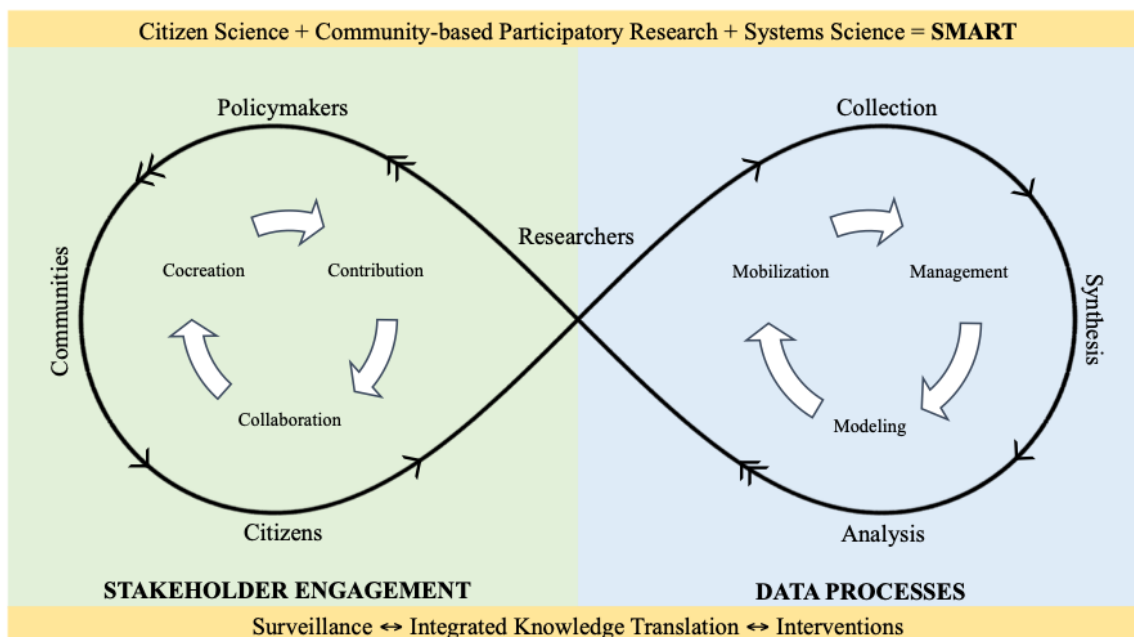 Citizen Science + Community-based Participatory Research + Systems Science = SMART
Policymakers
Collection
Researchers
Communities
Cocreation
Contribution
Collaboration
Mobilization
Management
Modeling
Synthesis
Citizens
Analysis
STAKEHOLDER ENGAGEMENT
DATA PROCESSES
Surveillance ↔ Integrated Knowledge Translation ↔ Interventions